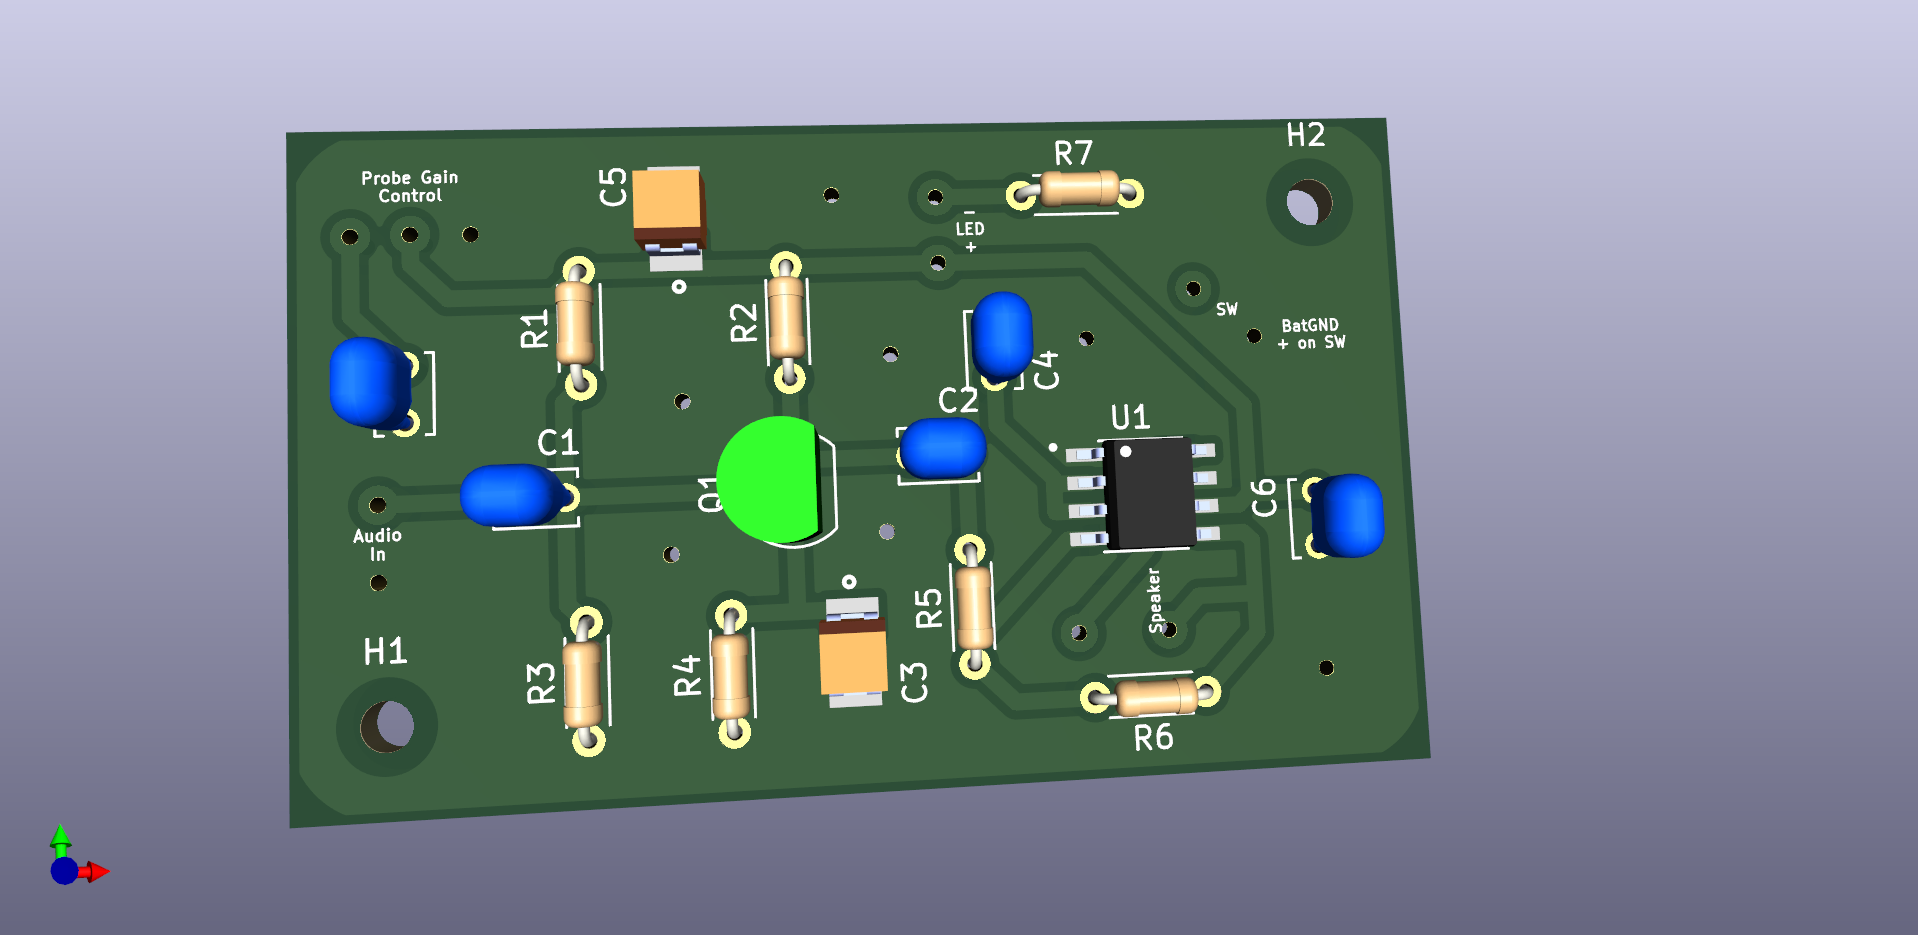 H2
R7
C5
Probe Gain
Control
−
LED
+
SW
BatGND
+ on SW
R1
R2
C4
C2
U1
C1
Q1
C6
Audio
In
Speaker
R5
H1
R3
R4
C3
R6